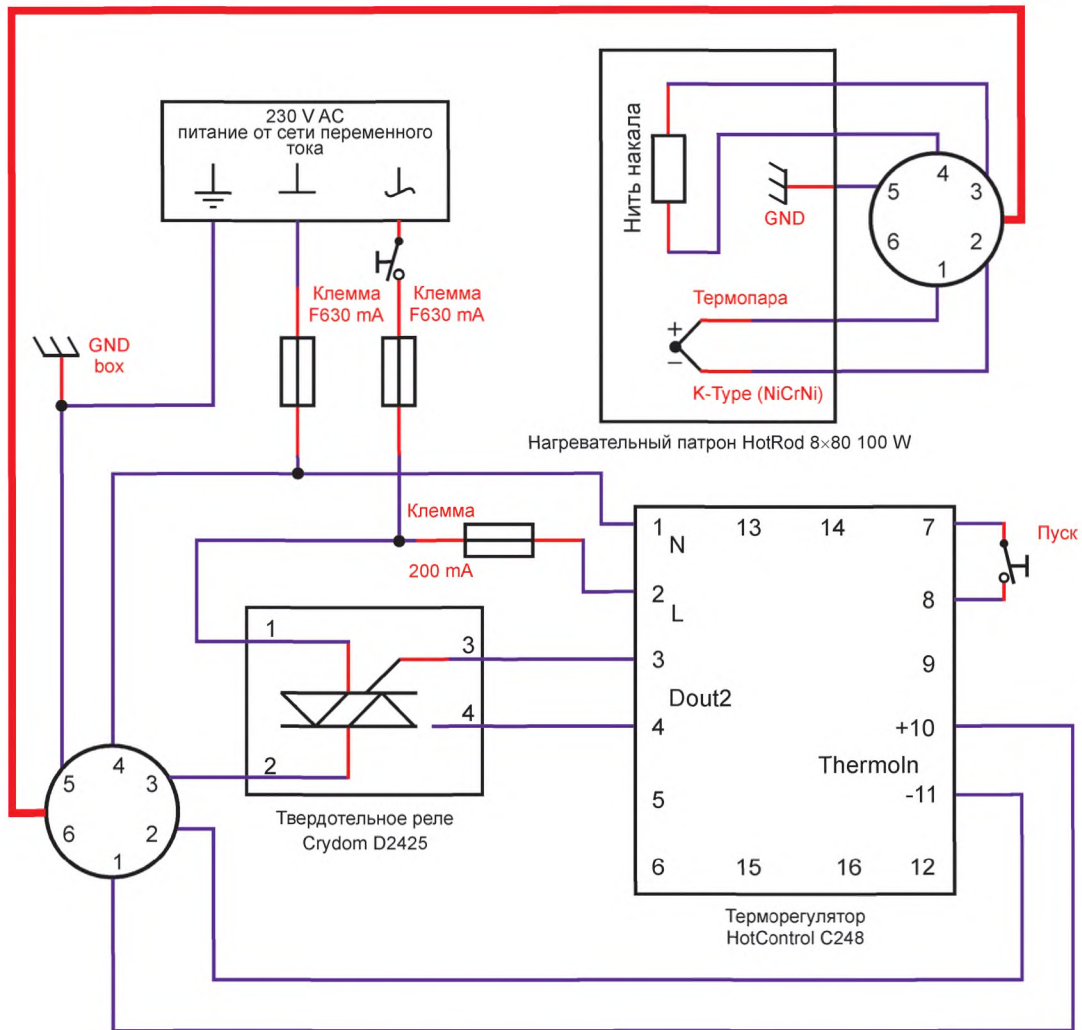 230 V AC
питание от сети переменного
тока
Клемма
F630 mA
Клемма
F630 mA
GND
box
Нить накала
GND
4
5
3
6
2
1
Термопара
+
−
K-Type (NiCrNi)
Нагревательный патрон HotRod 8×80 100 W
Клемма
200 mA
1
2
3
4
Твердотельное реле
Crydom D2425
4
5
3
6
2
1
1
N
13
14
7
2
L
8
3
9
Dout2
4
+10
ThermoIn
-11
5
6
15
16
12
Пуск
Терморегулятор
HotControl C248